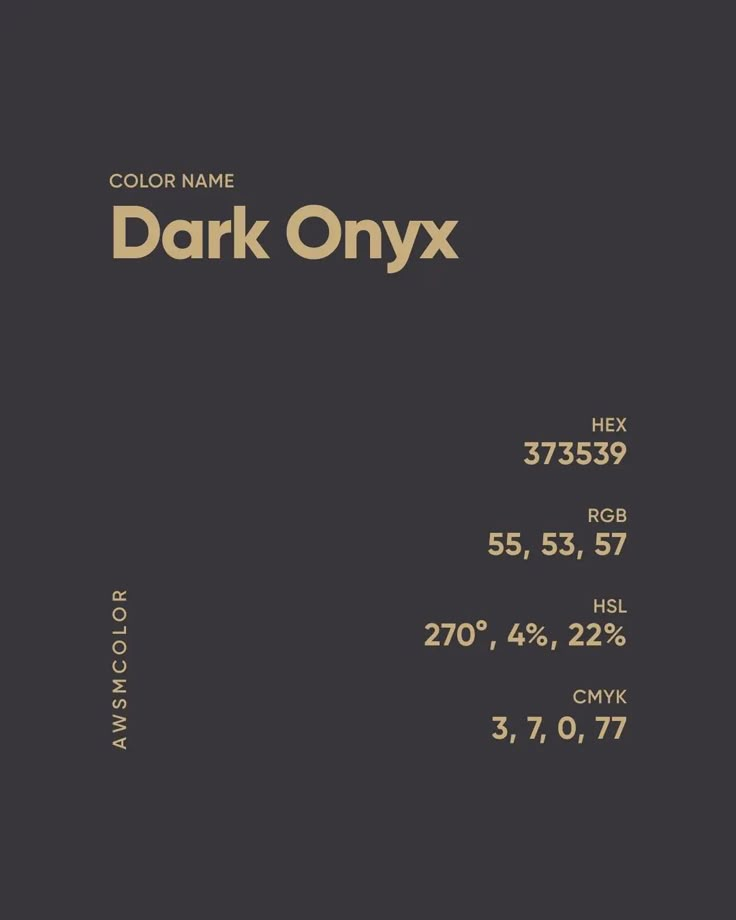 COLOR NAME
Dark Onyx
HEX
373539
RGB
55, 53, 57
HSL
270°, 4%, 22%
CMYK
3, 7, 0, 77
AWSMCOLOR